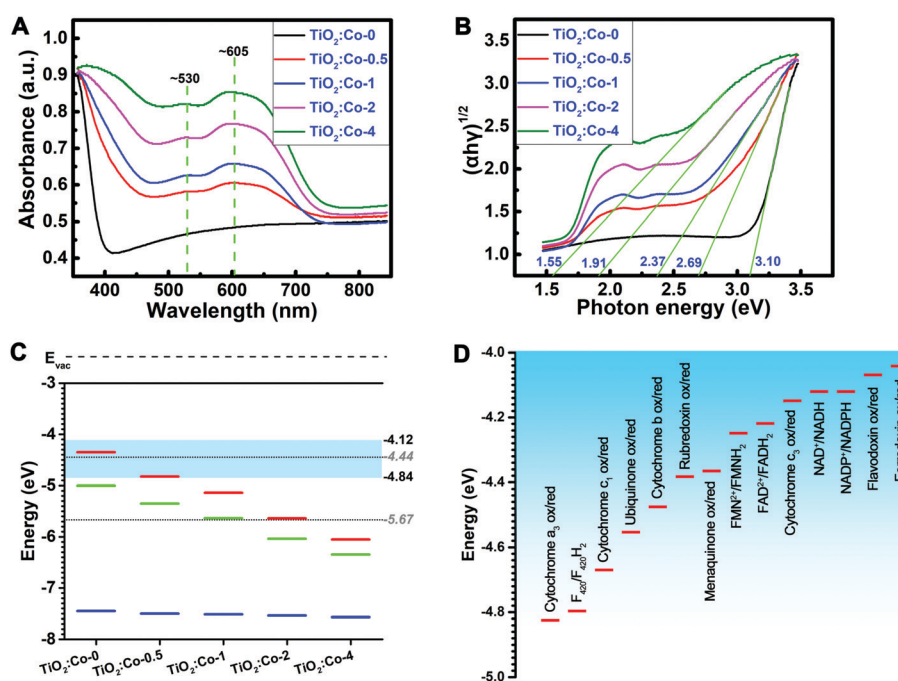 A
~530
~605
TiO2:Co-0
TiO2:Co-0.5
TiO2:Co-1
TiO2:Co-2
TiO2:Co-4
Absorbance (a.u.)
1.0
0.9
0.8
0.7
0.6
0.5
0.4
400 500 600 700 800
Wavelength (nm)
B
TiO2:Co-0
TiO2:Co-0.5
TiO2:Co-1
TiO2:Co-2
TiO2:Co-4
(αhγ)1/2
3.5
3.0
2.5
2.0
1.5
1.0
1.55 1.91 2.37 2.69 3.10
1.5 2.0 2.5 3.0 3.5
Photon energy (eV)
C
Evac
Energy (eV)
-3
-4
-5
-6
-7
-8
-4.12
-4.44
-4.84
-5.67
TiO2:Co-0
TiO2:Co-0.5
TiO2:Co-1
TiO2:Co-2
TiO2:Co-4
D
Energy (eV)
-4.0
-4.2
-4.4
-4.6
-4.8
-5.0
Cytochrome a3 ox/red
F420/F420H2
Cytochrome c1 ox/red
Ubiquinone ox/red
Cytochrome b ox/red
Rubredoxin ox/red
Menaquinone ox/red
FMN2+/FMNH2
FAD2+/FADH2
Cytochrome c3 ox/red
NAD+/NADH
NADP+/NADPH
Flavodoxin ox/red